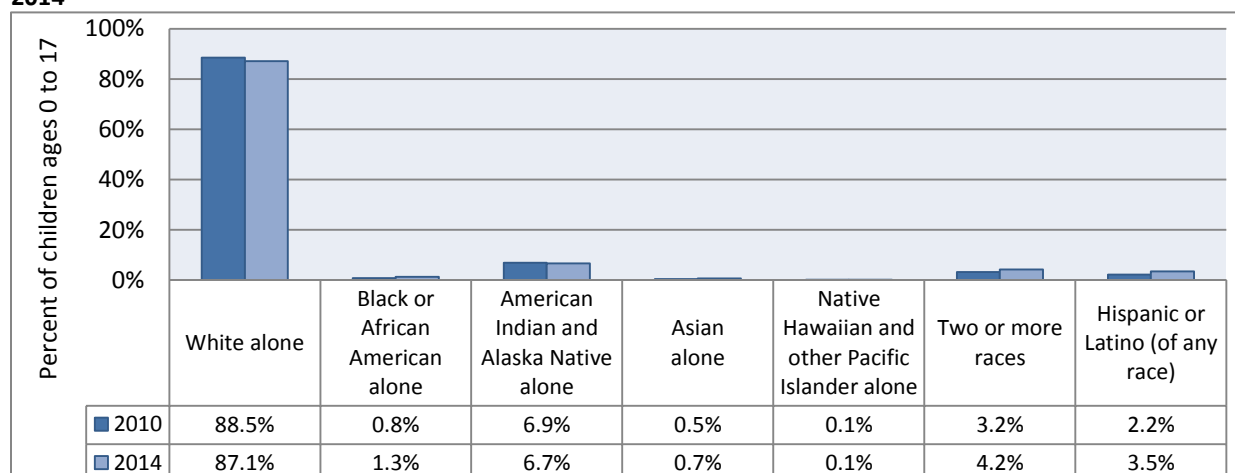 2014
100%
80%
60%
40%
20%
0%
Percent of children ages 0 to 17
White alone
Black or
African
American
alone
American
Indian and
Alaska Native
alone
Asian
alone
Native
Hawaiian and
other Pacific
Islander alone
Two or more
races
Hispanic or
Latino (of any
race)
2010 88.5% 0.8% 6.9% 0.5% 0.1% 3.2% 2.2%
2014 87.1% 1.3% 6.7% 0.7% 0.1% 4.2% 3.5%